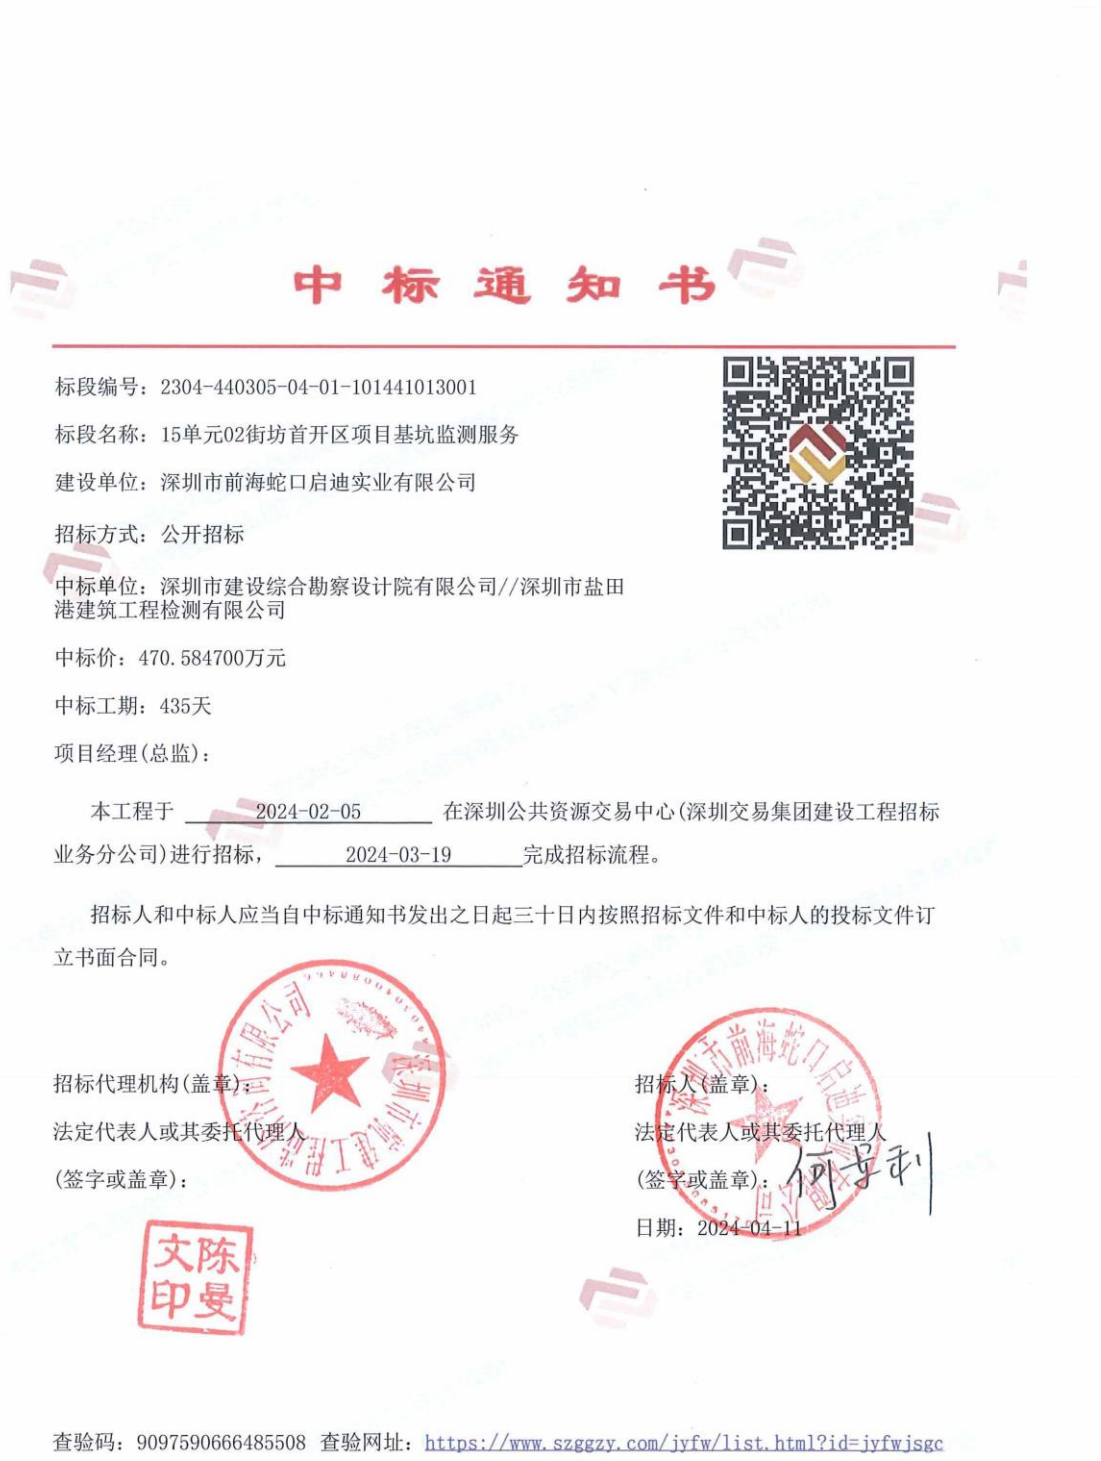 中标通知书
标段编号：2304-440305-04-01-101441013001
标段名称：15单元02街坊首开区项目基坑监测服务
建设单位：深圳市前海蛇口启迪实业有限公司
招标方式：公开招标
中标单位：深圳市建设综合勘察设计院有限公司//深圳市盐田
港建筑工程检测有限公司
中标价：470.584700万元
中标工期：435天
项目经理(总监)：
本工程于 2024-02-05 在深圳公共资源交易中心(深圳交易集团建设工程招标
业务分公司)进行招标， 2024-03-19 完成招标流程。
招标人和中标人应当自中标通知书发出之日起三十日内按照招标文件和中标人的投标文件订
立书面合同。
招标代理机构(盖章)：
法定代表人或其委托代理人
(签字或盖章)：
陈曼文印
招标人(盖章)：
法定代表人或其委托代理人
(签字或盖章)：
日期：2024-04-11
深圳市前海蛇口启迪实业有限公司
查验码：9097590666485508 查验网址：https://www.szggzy.com/jyfw/list.html?id=jyfwjsgc